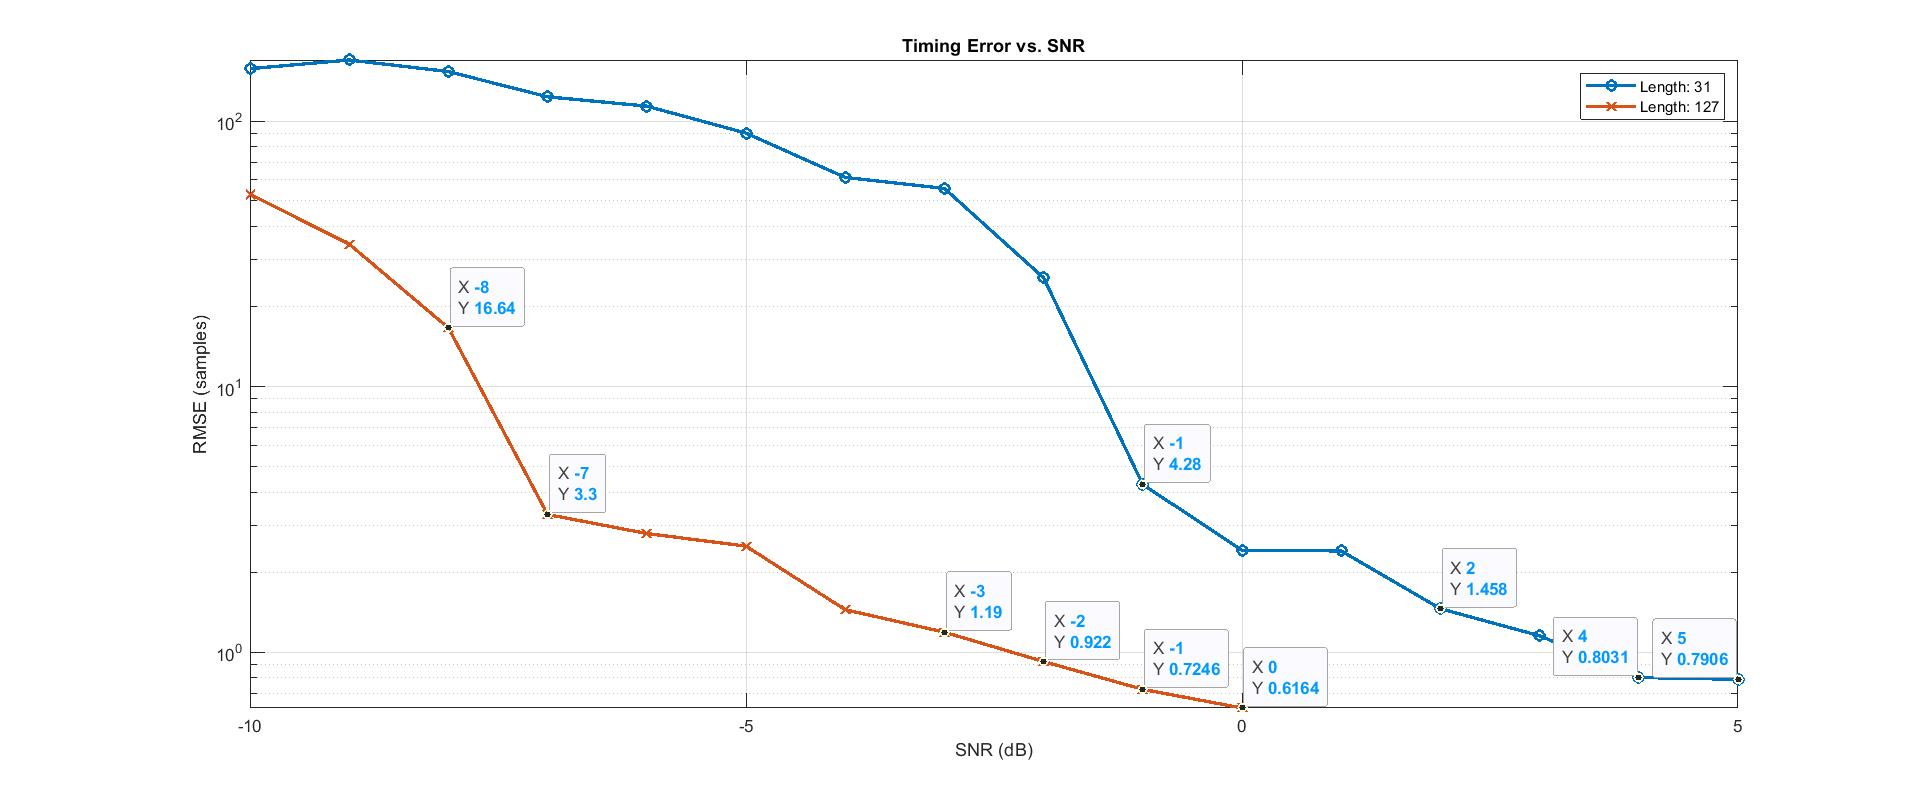 Timing Error vs. SNR
Length: 31
Length: 127
10²
10¹
10⁰
RMSE (samples)
X -8
Y 16.64
X -7
Y 3.3
X -3
Y 1.19
X -2
Y 0.922
X -1
Y 0.7246
X 0
Y 0.6164
X -1
Y 4.28
X 2
Y 1.458
X 4
Y 0.8031
X 5
Y 0.7906
-10
-5
0
5
SNR (dB)